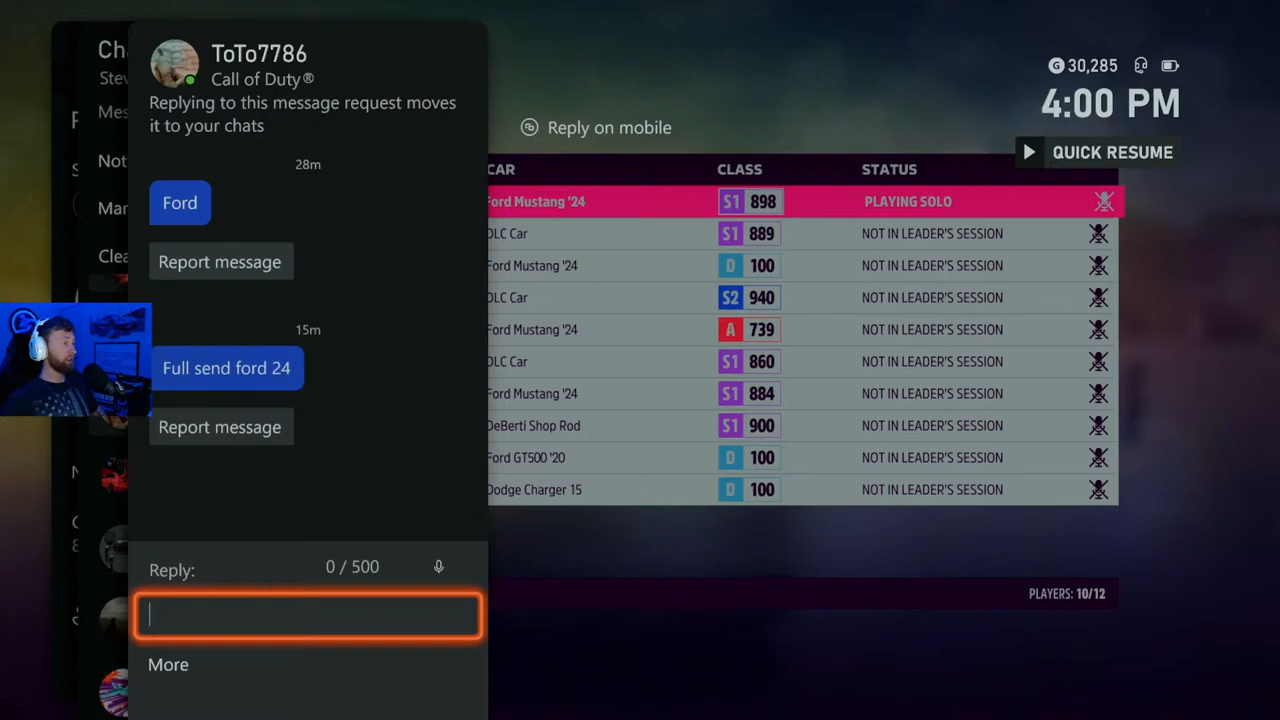 Cha
Stev
Mes
Not
Mar
Clea
ToTo7786
Call of Duty®
Replying to this message request moves
it to your chats
28m
Ford
Report message
15m
Full send ford 24
Report message
Reply:
0 / 500
More
Reply on mobile
G 30,285
4:00 PM
QUICK RESUME
CAR CLASS STATUS
Ford Mustang '24 S1 898 PLAYING SOLO
DLC Car S1 889 NOT IN LEADER'S SESSION
Ford Mustang '24 D 100 NOT IN LEADER'S SESSION
DLC Car S2 940 NOT IN LEADER'S SESSION
Ford Mustang '24 A 739 NOT IN LEADER'S SESSION
DLC Car S1 860 NOT IN LEADER'S SESSION
Ford Mustang '24 S1 884 NOT IN LEADER'S SESSION
DeBerti Shop Rod S1 900 NOT IN LEADER'S SESSION
Ford GT500 '20 D 100 NOT IN LEADER'S SESSION
Dodge Charger 15 D 100 NOT IN LEADER'S SESSION
PLAYERS: 10/12